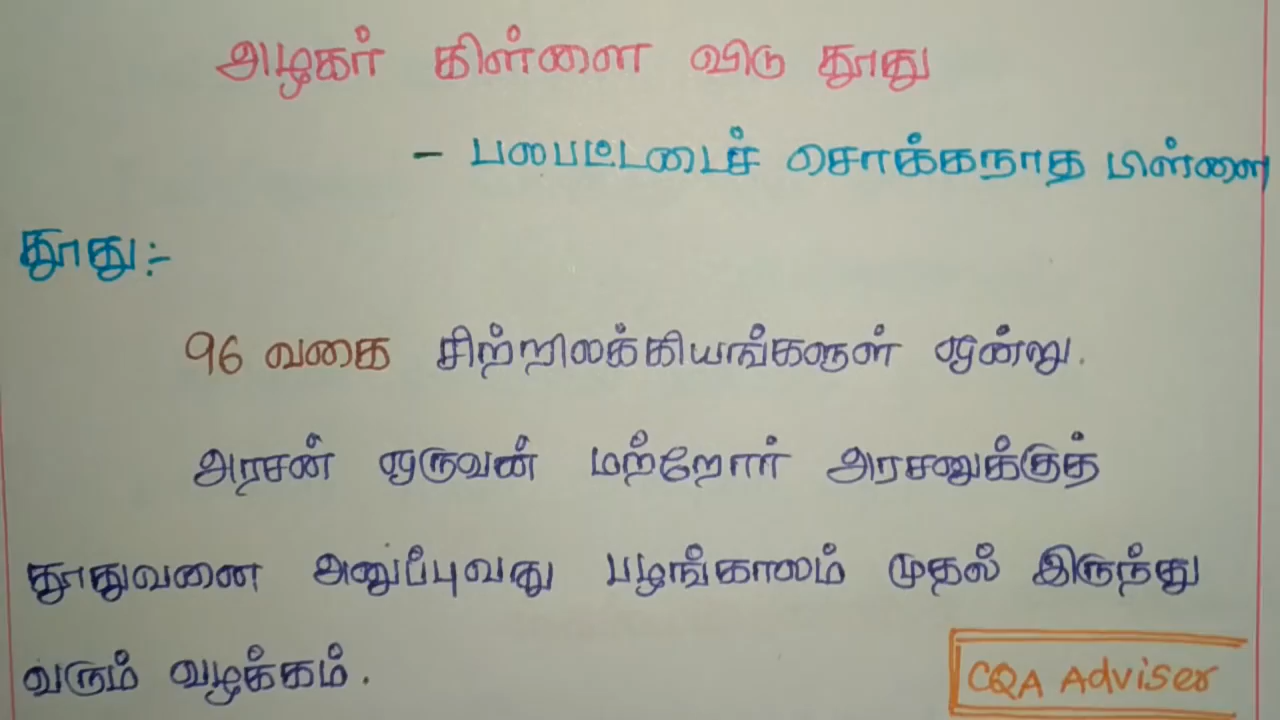 அழகர் கிள்ளை விடு தூது
- பலபட்டடைச் சொக்கநாத பிள்ளை
தூது:-
96 வகை சிற்றிலக்கியங்களுள் ஒன்று.
அரசன் ஒருவன் மற்றோர் அரசனுக்குத்
தூதுவனை அனுப்புவது பழங்காலம் முதல் இருந்து
வரும் வழக்கம்.
CQA Adviser